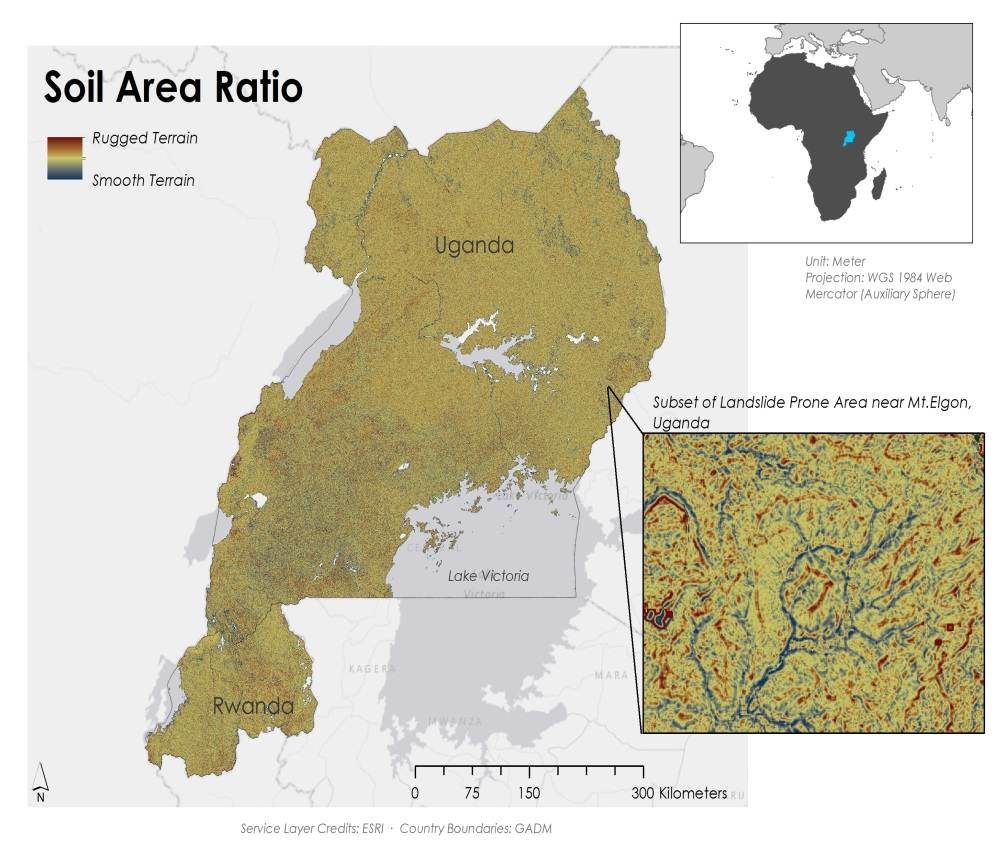 Soil Area Ratio
Rugged Terrain
Smooth Terrain
Uganda
Unit: Meter
Projection: WGS 1984 Web
Mercator (Auxiliary Sphere)
Subset of Landslide Prone Area near Mt.Elgon,
Uganda
Lake Victoria
Lake Victoria
Victoria
KAGERA
MARA
Rwanda
MWANZA
N
0 75 150 300 Kilometers
Service Layer Credits: ESRI · Country Boundaries: GADM